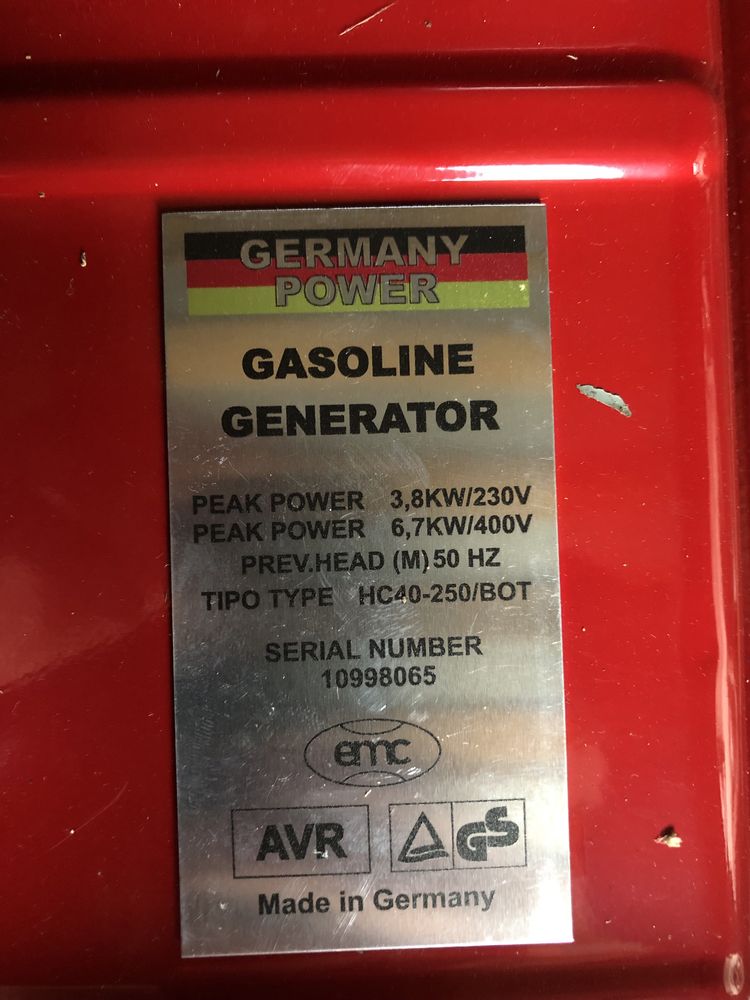 GERMANY
POWER
GASOLINE
GENERATOR
PEAK POWER 3,8KW/230V
PEAK POWER 6,7KW/400V
PREV.HEAD (M) 50 HZ
TIPO TYPE HC40-250/BOT
SERIAL NUMBER
10998065
emc
AVR GS
Made in Germany